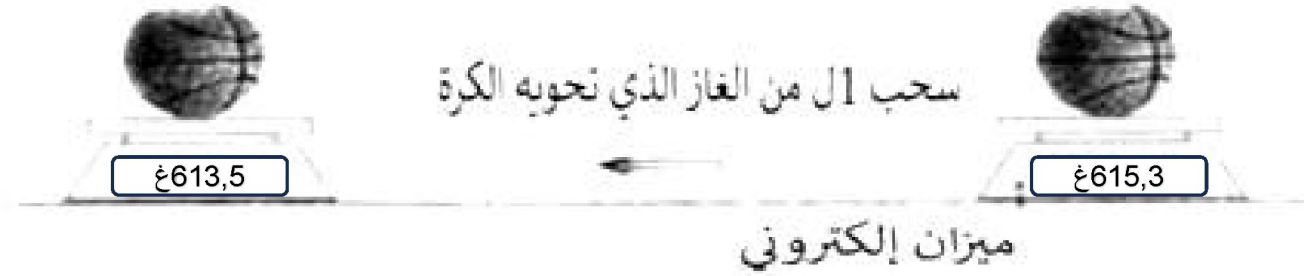 سحب 1ل من الغاز الذي تحويه الكرة
615,3غ
613,5غ
ميزان إلكتروني